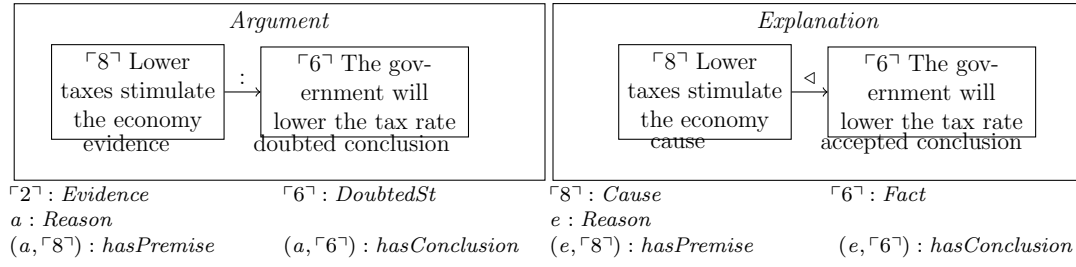 Argument
⌜8⌝ Lower
taxes stimulate
the economy
evidence
:
⌜6⌝ The gov-
ernment will
lower the tax rate
doubted conclusion
Explanation
⌜8⌝ Lower
taxes stimulate
the economy
cause
◁
⌜6⌝ The gov-
ernment will
lower the tax rate
accepted conclusion
⌜2⌝ : Evidence
⌜6⌝ : DoubtedSt
a : Reason
(a, ⌜8⌝) : hasPremise
(a, ⌜6⌝) : hasConclusion
⌜8⌝ : Cause
⌜6⌝ : Fact
e : Reason
(e, ⌜8⌝) : hasPremise
(e, ⌜6⌝) : hasConclusion